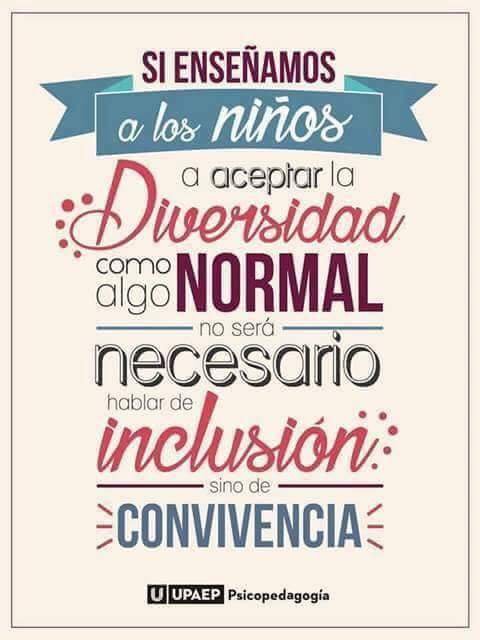 SI ENSEÑAMOS
a los niños
a aceptar la
Diversidad
como
algo NORMAL
no será
necesario
hablar de
inclusión
sino de
CONVIVENCIA
U UPAEP Psicopedagogía